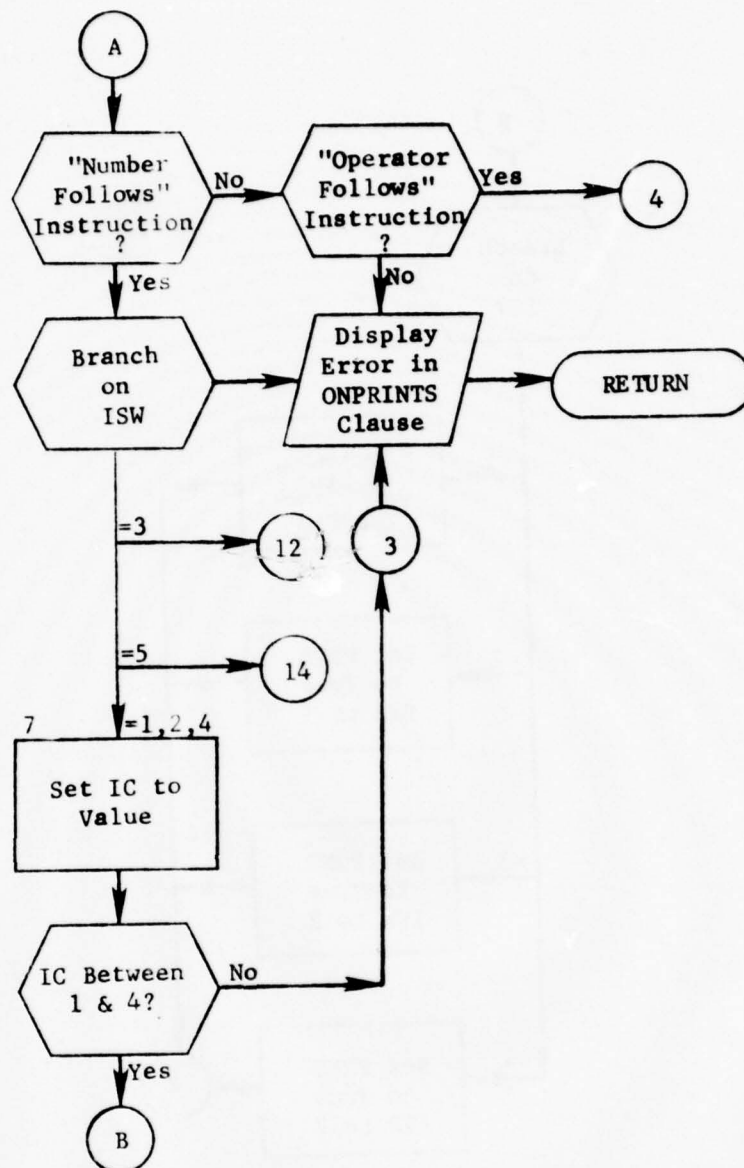 A
"Number
Follows"
Instruction
?
No
"Operator
Follows"
Instruction
?
Yes
4
Yes
No
Branch
on
ISW
Display
Error in
ONPRINTS
Clause
RETURN
=3
12
3
=5
14
7
=1,2,4
Set IC to
Value
IC Between
1 & 4?
No
Yes
B